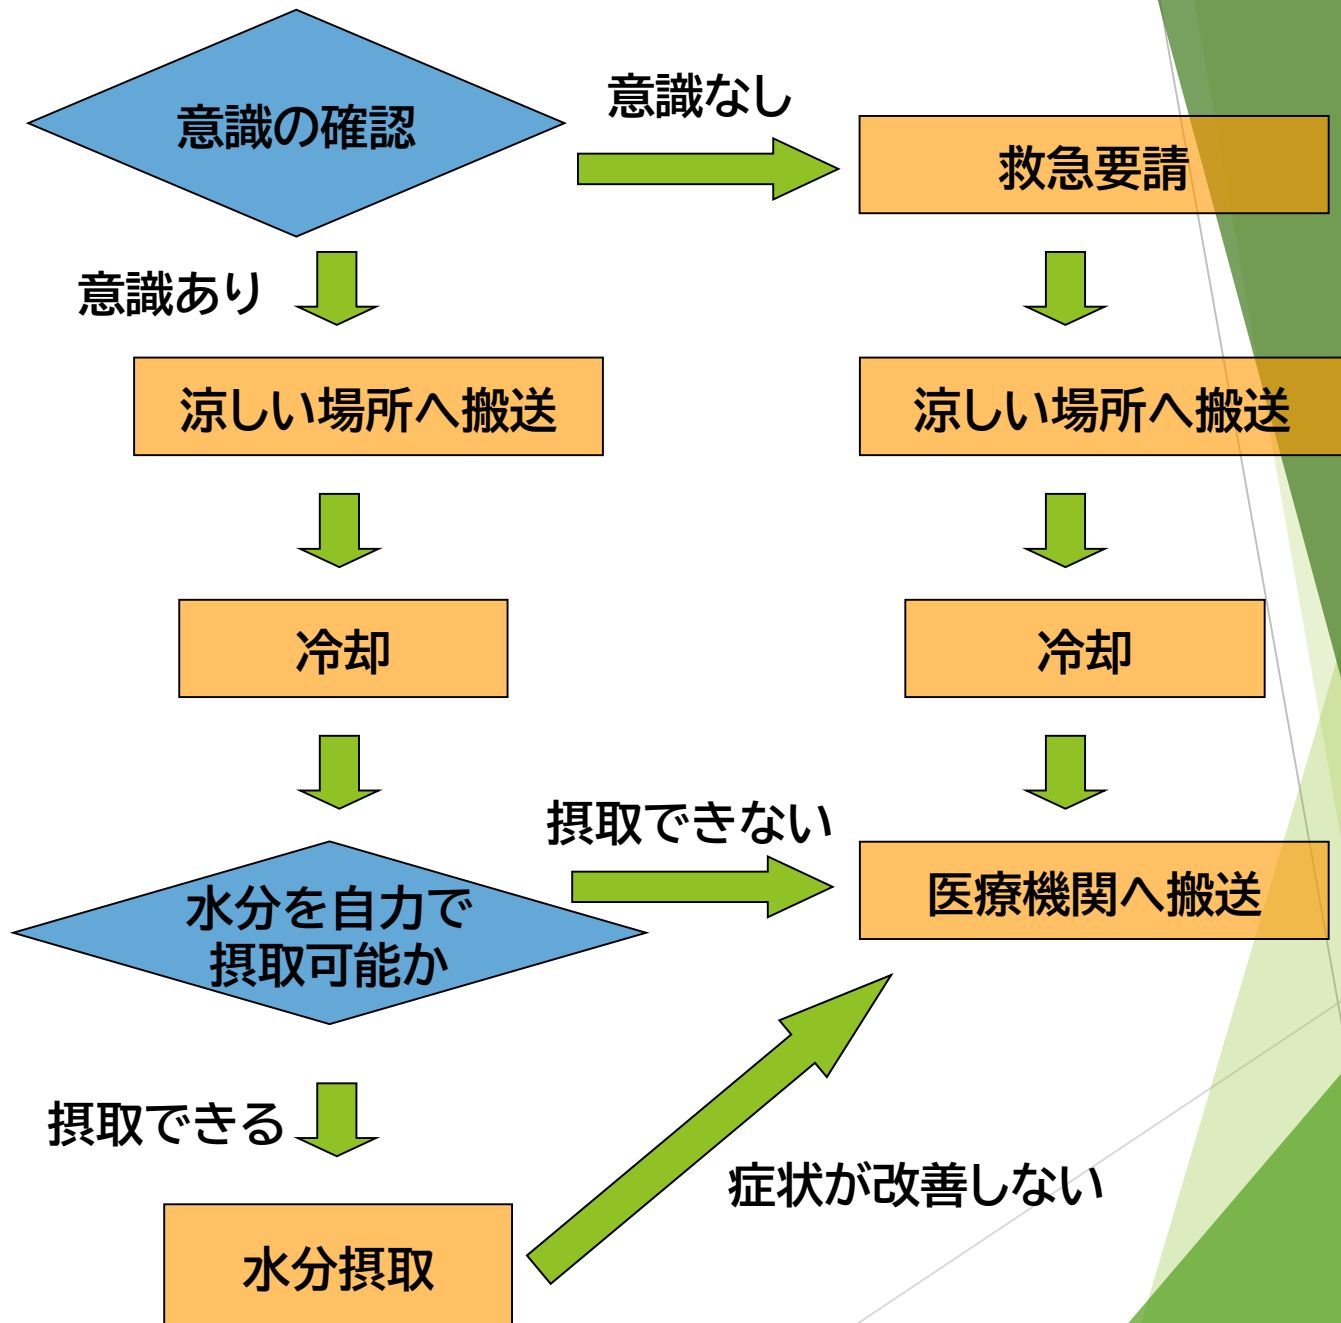 意識の確認
意識なし
救急要請
意識あり
涼しい場所へ搬送
涼しい場所へ搬送
冷却
冷却
摂取できない
水分を自力で
摂取可能か
医療機関へ搬送
摂取できる
症状が改善しない
水分摂取